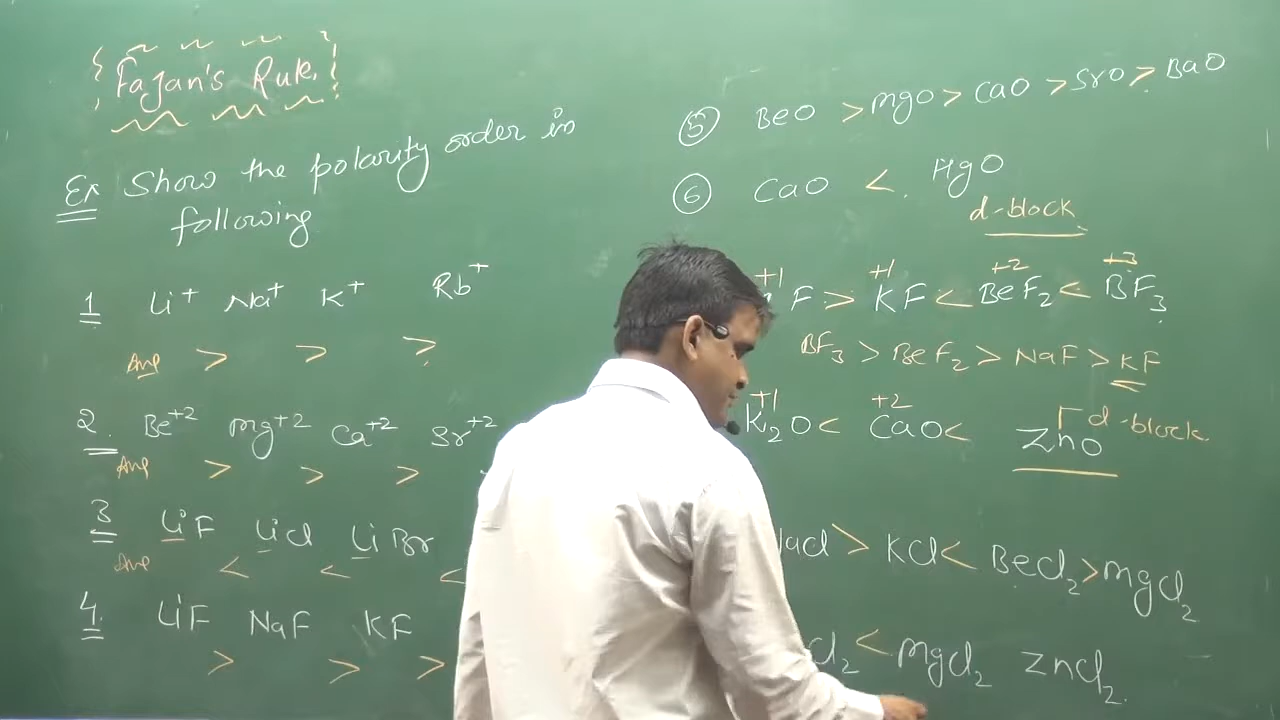 Fajan's Rule.
Ex Show the polarity order in
following
1 Li⁺ Na⁺ K⁺ Rb⁺
Ans > > >
2. Be⁺² Mg⁺² Ca⁺² Sr⁺²
Ans > > >
3 LiF LiCl LiBr
Ans < < <
4. LiF NaF KF
> > >
5 BeO > MgO > CaO > SrO > BaO
6 CaO < HgO
d-block
+1 +1 +2 +3
F > KF < BeF₂ < BF₃
BF₃ > BeF₂ > NaF > KF
+1 +2
K₂O < CaO < ZnO d-block
NaCl > KCl < BeCl₂ > MgCl₂
Cl₂ < MgCl₂ ZnCl₂